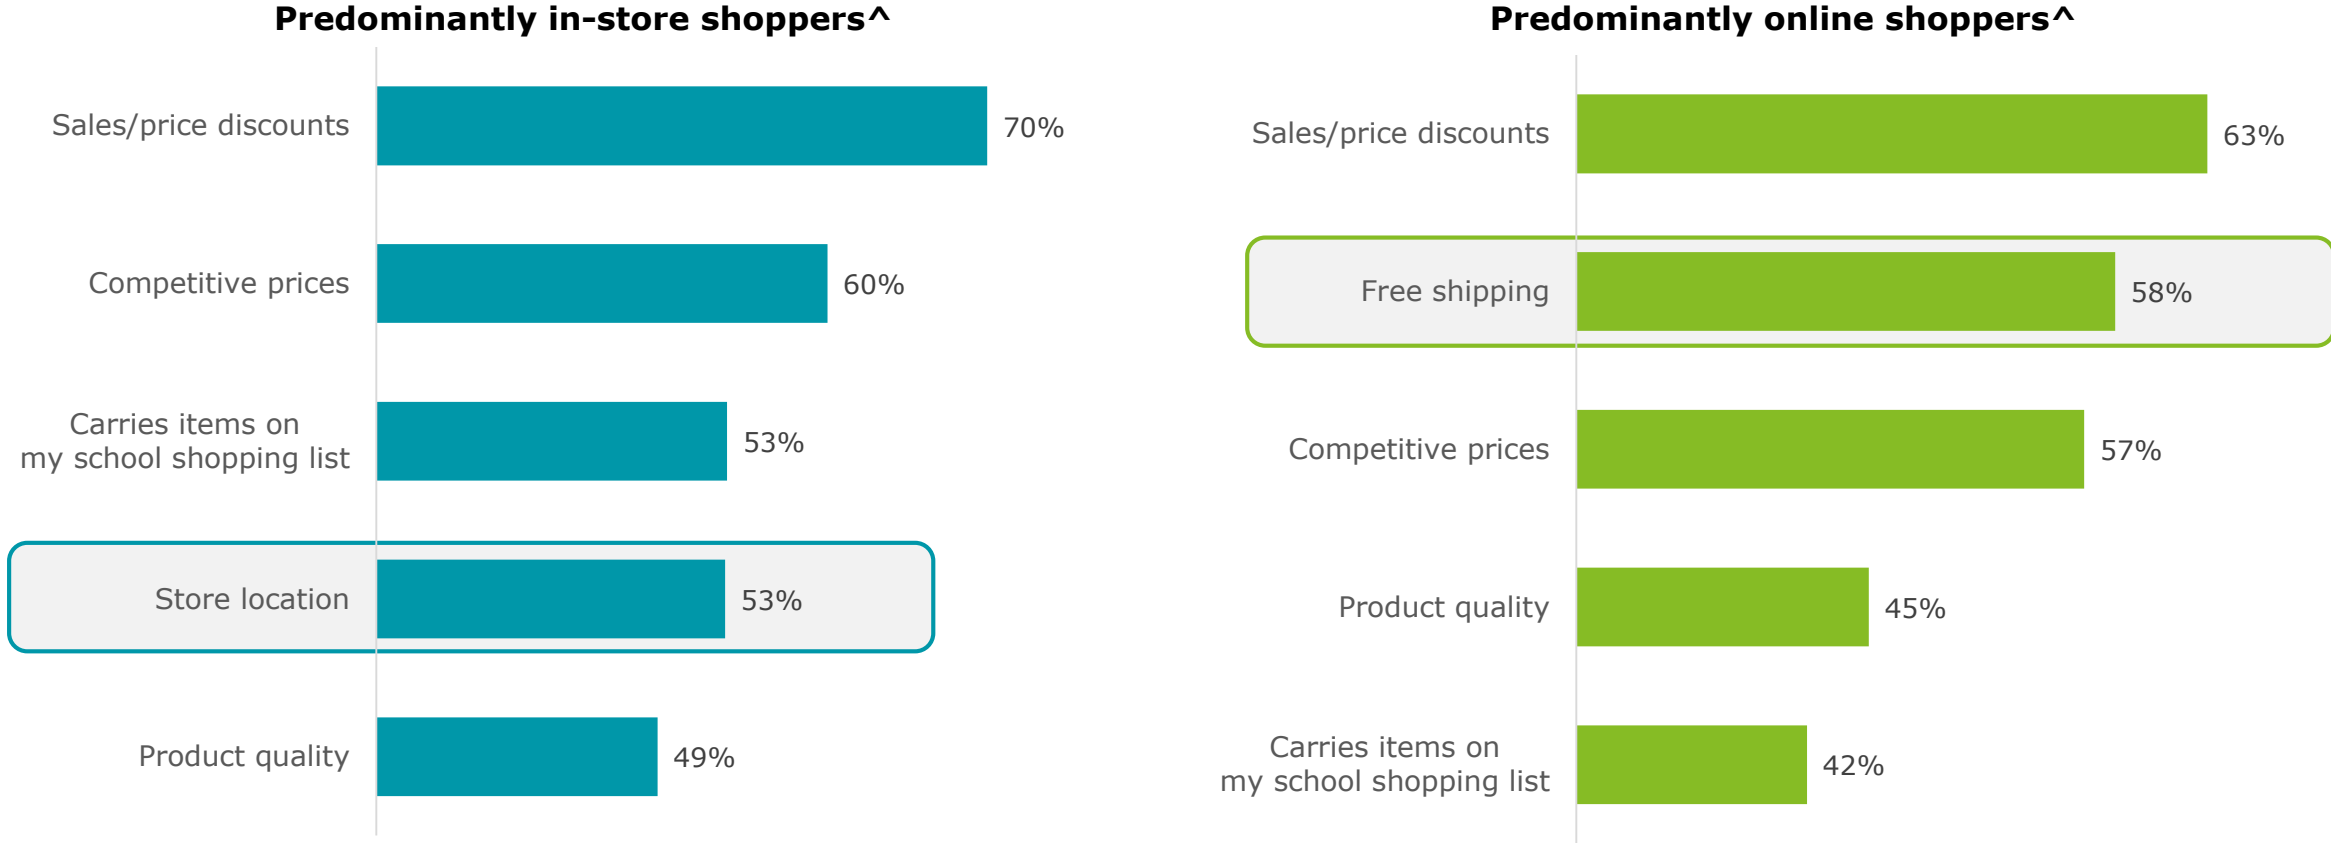 Predominantly in-store shoppers^
Sales/price discounts
70%
Competitive prices
60%
Carries items on
my school shopping list
53%
Store location
53%
Product quality
49%
Predominantly online shoppers^
Sales/price discounts
63%
Free shipping
58%
Competitive prices
57%
Product quality
45%
Carries items on
my school shopping list
42%